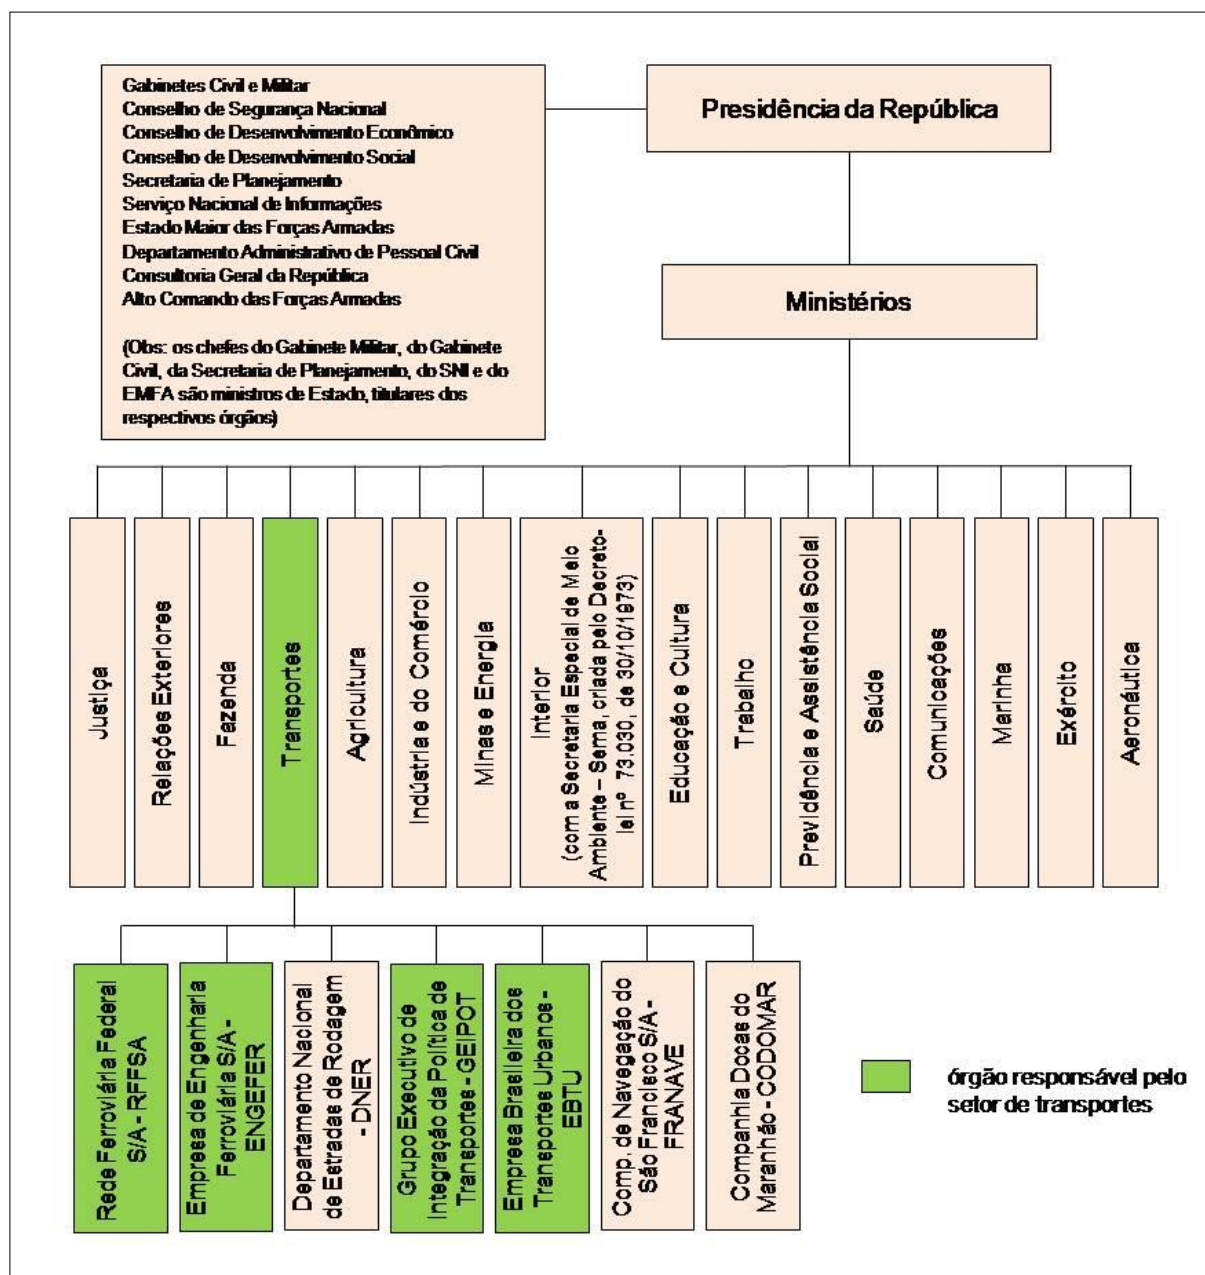 Gabinetes Civil e Militar
Conselho de Segurança Nacional
Conselho de Desenvolvimento Econômico
Conselho de Desenvolvimento Social
Secretaria de Planejamento
Serviço Nacional de Informações
Estado Maior das Forças Armadas
Departamento Administrativo de Pessoal Civil
Consultoria Geral da República
Alto Comando das Forças Armadas
(Obs: os chefes do Gabinete Militar, do Gabinete
Civil, da Secretaria de Planejamento, do SNI e do
EMFA são ministros de Estado, titulares dos
respectivos órgãos)
Presidência da República
Ministérios
Justiça
Relações Exteriores
Fazenda
Transportes
Agricultura
Indústria e do Comércio
Minas e Energia
Interior
(com a Secretaria Especial de Meio
Ambiente – Sema, criada pelo Decreto-
lei nº 73.030, de 30/10/1973)
Educação e Cultura
Trabalho
Previdência e Assistência Social
Saúde
Comunicações
Marinha
Exército
Aeronáutica
Rede Ferroviária Federal
S/A - RFFSA
Empresa de Engenharia
Ferroviária S/A -
ENGEFER
Departamento Nacional
de Estradas de Rodagem
- DNER
Grupo Executivo de
Integração da Política de
Transportes - GEIPOT
Empresa Brasileira dos
Transportes Urbanos -
EBTU
Comp. de Navegação do
São Francisco S/A -
FRANAVE
Companhia Docas do
Maranhão - CODOMAR
órgão responsável pelo
setor de transportes